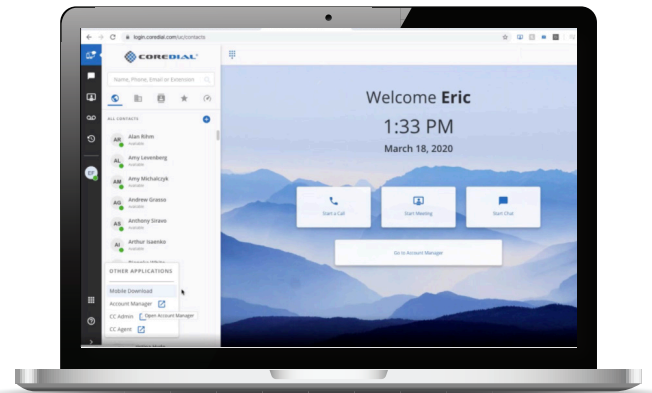 login.coredial.com/uc/contacts
COREDIAL
Name, Phone, Email or Extension
ALL CONTACTS
AR
Alan Rihm
Available
AL
Amy Levenberg
Available
AM
Amy Michalczyk
Available
AG
Andrew Grasso
Available
AS
Anthony Siravo
Available
AI
Arthur Isaenko
Available
EF
OTHER APPLICATIONS
Mobile Download
Account Manager
CC Admin
Open Account Manager
CC Agent
Welcome Eric
1:33 PM
March 18, 2020
Start a Call
Start Meeting
Start Chat
Go to Account Manager